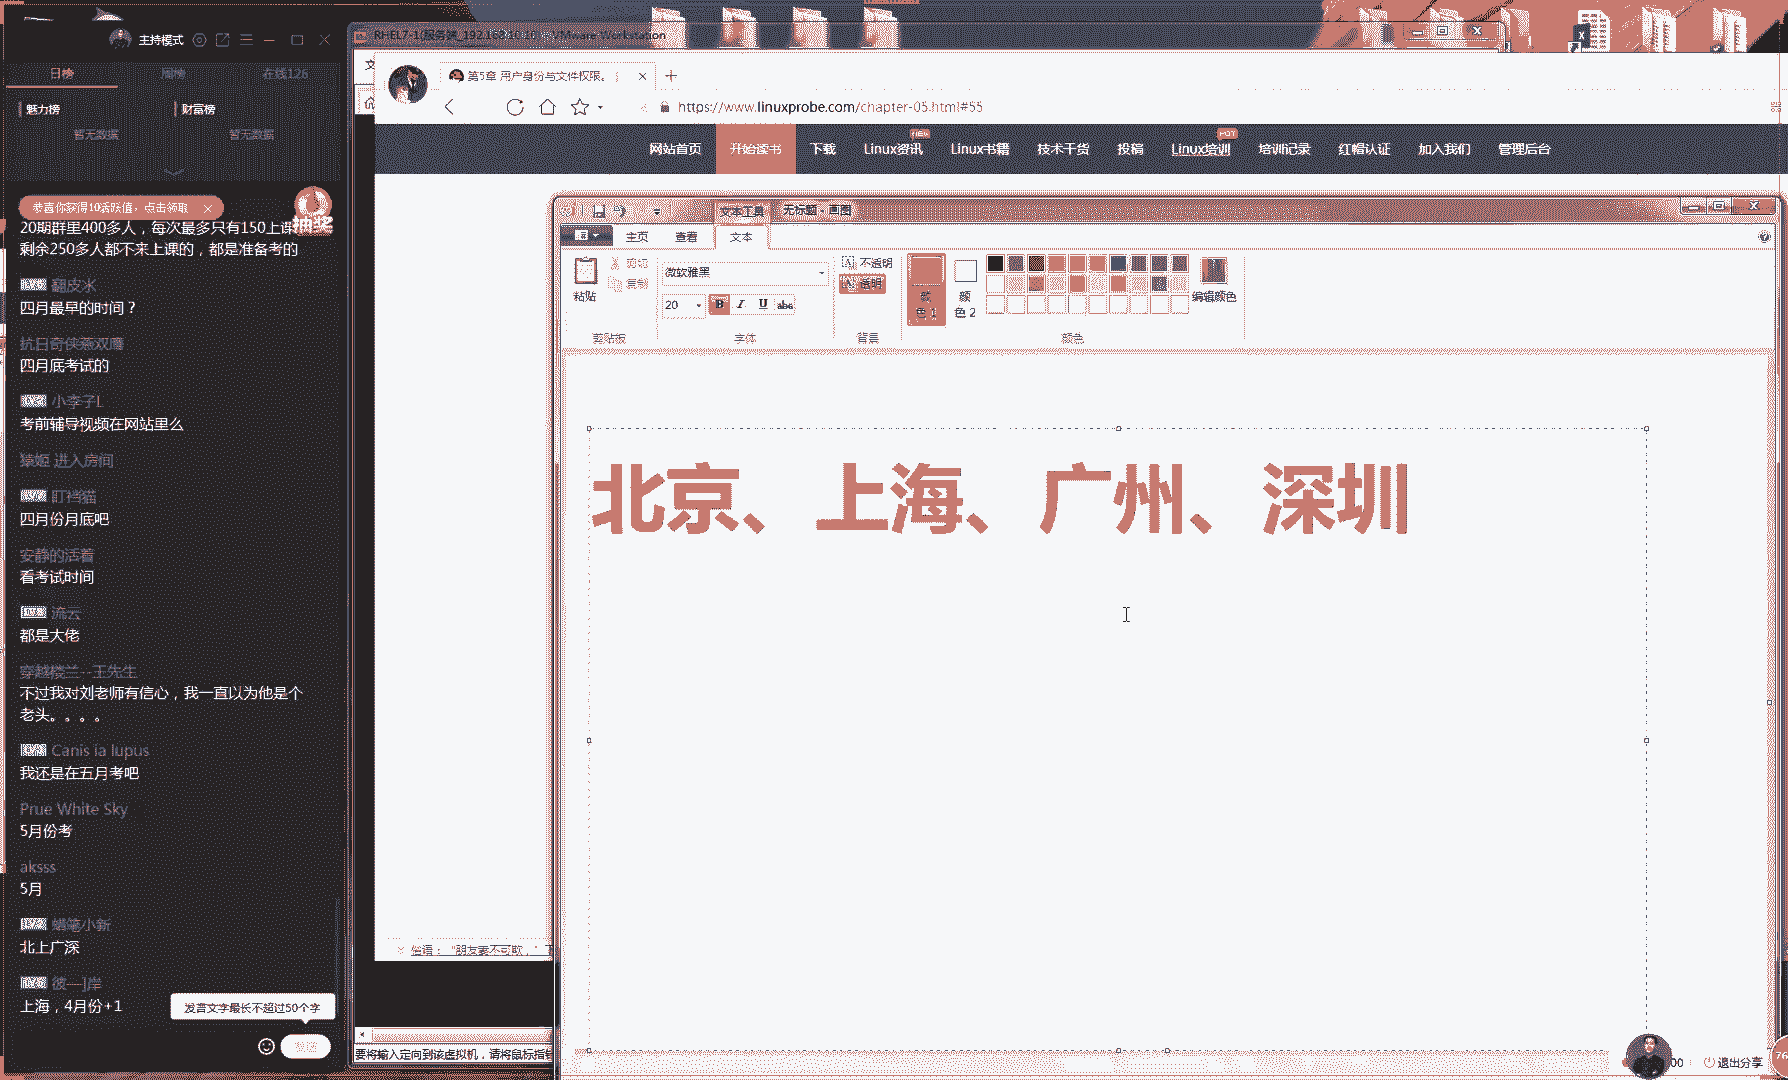 主持模式
日榜
周榜
在线126
魅力榜
财富榜
暂无数据
暂无数据
恭喜你获得10活跃值，点击领取
抽奖
20期群里400多人，每次最多只有150上课
剩余250多人都不来上课的，都是准备考的
翻皮水
四月最早的时间？
抗日奇侠燕双鹰
四月底考试的
小李子L
考前辅导视频在网站里么
猿姬 进入房间
盯裆猫
四月份月底吧
安静的活着
看考试时间
流云
都是大佬
穿越楼兰--王先生
不过我对刘老师有信心，我一直以为他是个
老头。。。。
Canis ia lupus
我还是在五月考吧
Prue White Sky
5月份考
aksss
5月
蜡笔小新
北上广深
彼一]岸
上海，4月份+1
发言文字最长不超过50个字
发送
RHEL7-1(服务端_192.168.10.10) - VMware Workstation
文
第5章 用户身份与文件权限。
https://www.linuxprobe.com/chapter-05.html#55
网站首页
开始读书
下载
Linux资讯
NEW
Linux书籍
技术干货
投稿
Linux培训
HOT
培训记录
红帽认证
加入我们
管理后台
文本工具
无标题 - 画图
主页
查看
文本
粘贴
剪切
复制
剪贴板
微软雅黑
20
B I U abc
字体
不透明
透明
背景
颜
色 1
颜
色 2
编辑颜色
颜色
北京、上海、广州、深圳
俗语："朋友妻不可欺，"下
要将输入定向到该虚拟机，请将鼠标指针
退出分享
76